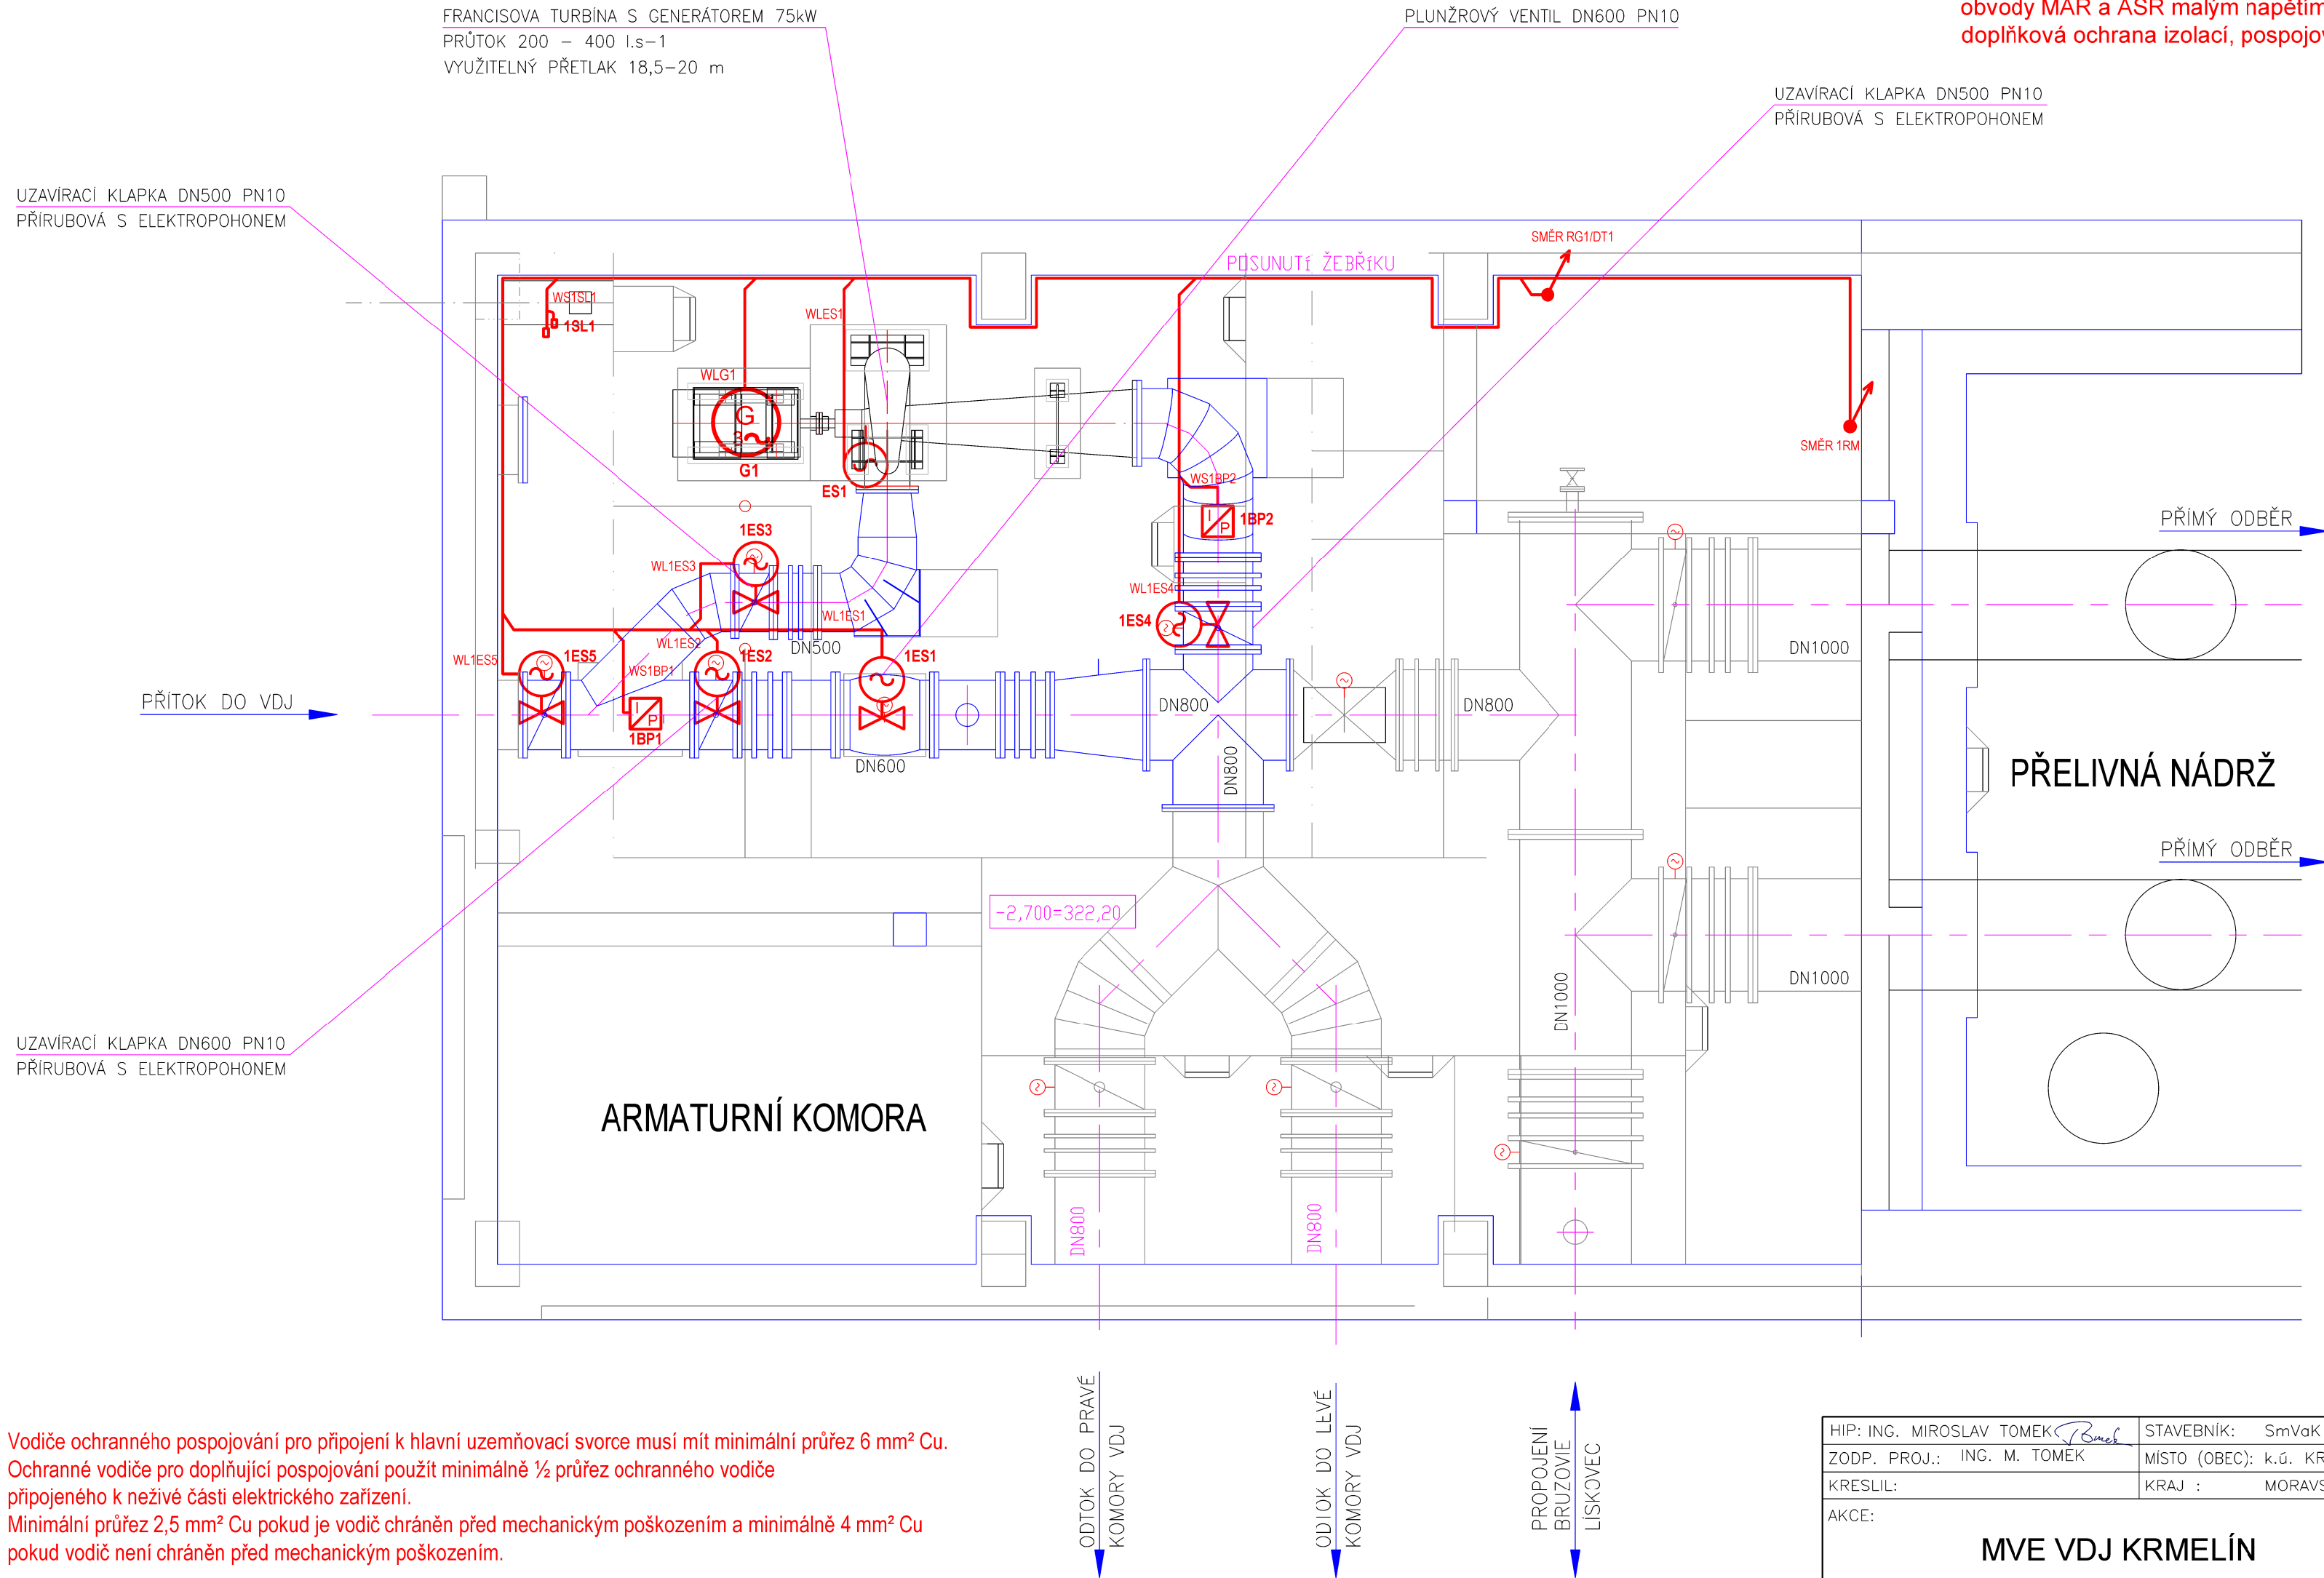 FRANCISOVA TURBÍNA S GENERÁTOREM 75kW
PRŮTOK 200 – 400 l.s–1
VYUŽITELNÝ PŘETLAK 18,5–20 m
PLUNŽROVÝ VENTIL DN600 PN10
obvody MAR a ASR malým napětím
doplňková ochrana izolací, pospojov
UZAVÍRACÍ KLAPKA DN500 PN10
PŘÍRUBOVÁ S ELEKTROPOHONEM
UZAVÍRACÍ KLAPKA DN500 PN10
PŘÍRUBOVÁ S ELEKTROPOHONEM
SMĚR RG1/DT1
POSUNUTÍ ŽEBŘÍKU
WS1SL1
1SL1
WLES1
WLG1
G
3
G1
ES1
SMĚR 1RM
WS1BP2
I
P
1BP2
1ES3
WL1ES3
WL1ES4
1ES4
WL1ES1
WL1ES2
DN500
WL1ES5
1ES5
WS1BP1
1ES2
1ES1
I
P
1BP1
DN600
DN800
DN800
DN800
DN1000
PŘÍMÝ ODBĚR
PŘÍTOK DO VDJ
PŘELIVNÁ NÁDRŽ
PŘÍMÝ ODBĚR
-2,700=322,20
DN1000
DN1000
UZAVÍRACÍ KLAPKA DN600 PN10
PŘÍRUBOVÁ S ELEKTROPOHONEM
ARMATURNÍ KOMORA
DN800
DN800
ODTOK DO PRAVÉ
KOMORY VDJ
ODTOK DO LEVÉ
KOMORY VDJ
PROPOJENÍ
BRUZOVIE
LÍSKOVEC
Vodiče ochranného pospojování pro připojení k hlavní uzemňovací svorce musí mít minimální průřez 6 mm² Cu.
Ochranné vodiče pro doplňující pospojování použít minimálně ½ průřez ochranného vodiče
připojeného k neživé části elektrického zařízení.
Minimální průřez 2,5 mm² Cu pokud je vodič chráněn před mechanickým poškozením a minimálně 4 mm² Cu
pokud vodič není chráněn před mechanickým poškozením.
HIP: ING. MIROSLAV TOMEK
STAVEBNÍK: SmVaK
ZODP. PROJ.: ING. M. TOMEK
MÍSTO (OBEC): k.ú. KR
KRESLIL:
KRAJ : MORAVS
AKCE:
MVE VDJ KRMELÍN